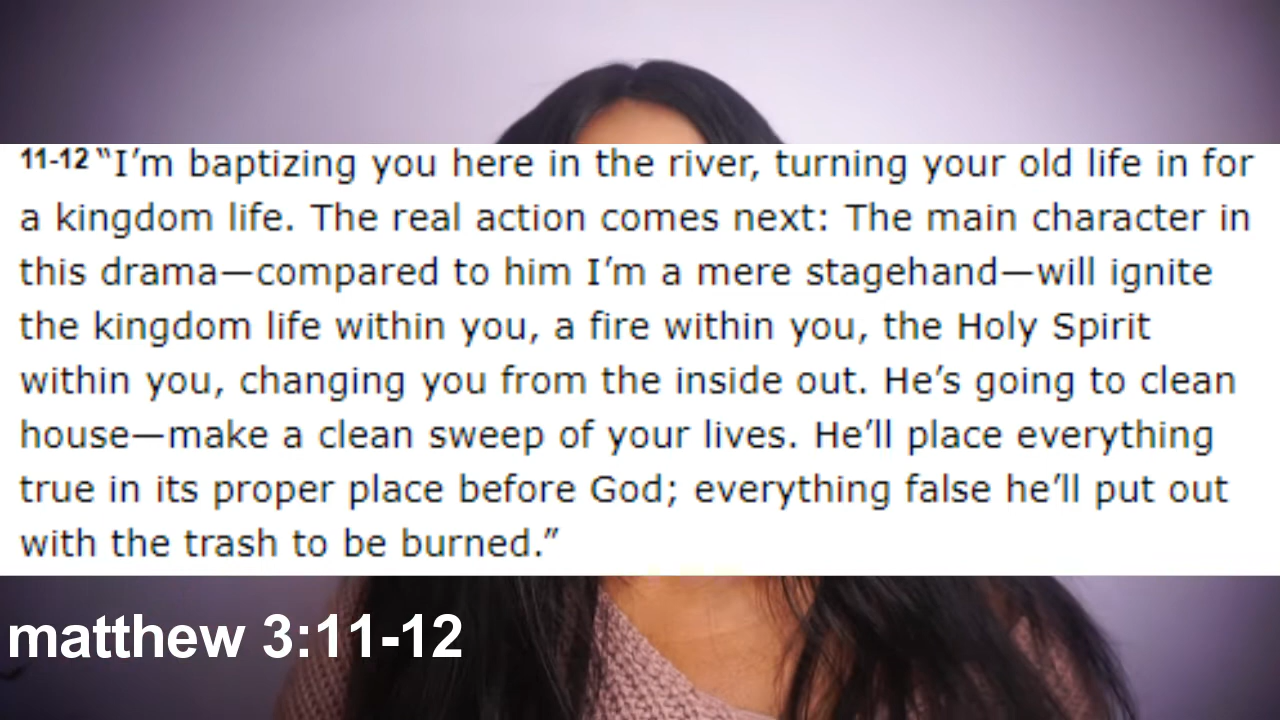 11-12 “I’m baptizing you here in the river, turning your old life in for
a kingdom life. The real action comes next: The main character in
this drama—compared to him I’m a mere stagehand—will ignite
the kingdom life within you, a fire within you, the Holy Spirit
within you, changing you from the inside out. He’s going to clean
house—make a clean sweep of your lives. He’ll place everything
true in its proper place before God; everything false he’ll put out
with the trash to be burned.”
matthew 3:11-12